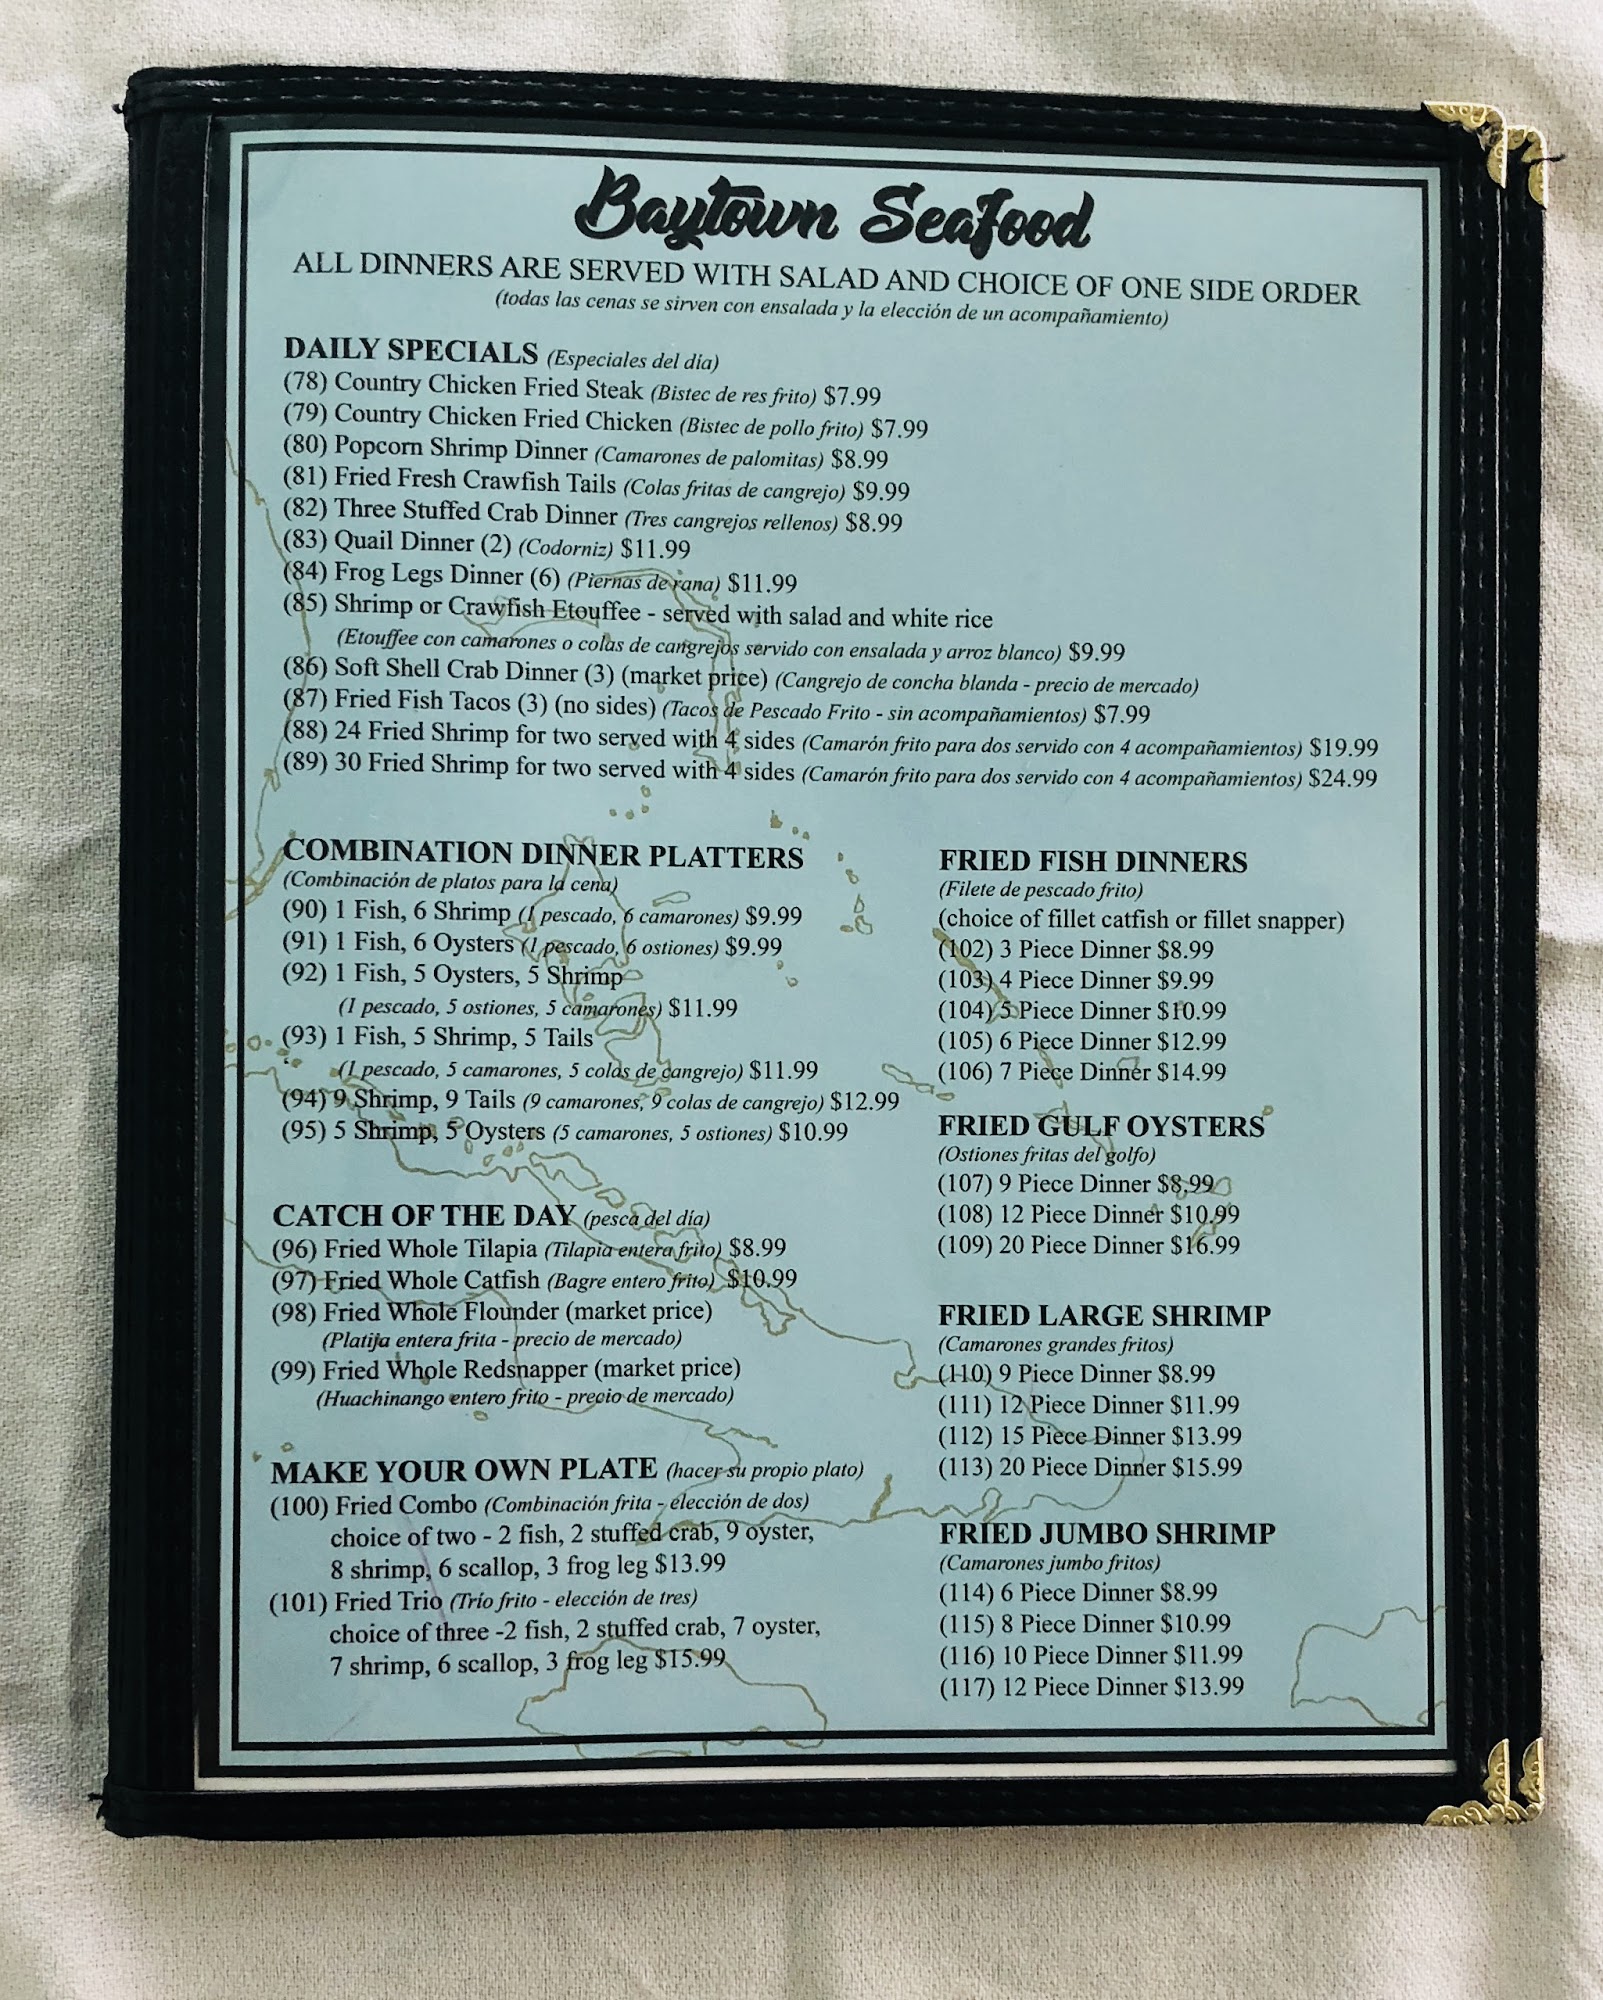 Baytown Seafood
ALL DINNERS ARE SERVED WITH SALAD AND CHOICE OF ONE SIDE ORDER
(todas las cenas se sirven con ensalada y la elección de un acompañamiento)
DAILY SPECIALS (Especiales del día)
(78) Country Chicken Fried Steak (Bistec de res frito) $7.99
(79) Country Chicken Fried Chicken (Bistec de pollo frito) $7.99
(80) Popcorn Shrimp Dinner (Camarones de palomitas) $8.99
(81) Fried Fresh Crawfish Tails (Colas fritas de cangrejo) $9.99
(82) Three Stuffed Crab Dinner (Tres cangrejos rellenos) $8.99
(83) Quail Dinner (2) (Codorniz) $11.99
(84) Frog Legs Dinner (6) (Piernas de rana) $11.99
(85) Shrimp or Crawfish Etouffee - served with salad and white rice
(Etouffee con camarones o colas de cangrejos servido con ensalada y arroz blanco) $9.99
(86) Soft Shell Crab Dinner (3) (market price) (Cangrejo de concha blanda - precio de mercado)
(87) Fried Fish Tacos (3) (no sides) (Tacos de Pescado Frito - sin acompañamientos) $7.99
(88) 24 Fried Shrimp for two served with 4 sides (Camarón frito para dos servido con 4 acompañamientos) $19.99
(89) 30 Fried Shrimp for two served with 4 sides (Camarón frito para dos servido con 4 acompañamientos) $24.99
COMBINATION DINNER PLATTERS
(Combinación de platos para la cena)
(90) 1 Fish, 6 Shrimp (1 pescado, 6 camarones) $9.99
(91) 1 Fish, 6 Oysters (1 pescado, 6 ostiones) $9.99
(92) 1 Fish, 5 Oysters, 5 Shrimp
(1 pescado, 5 ostiones, 5 camarones) $11.99
(93) 1 Fish, 5 Shrimp, 5 Tails
(1 pescado, 5 camarones, 5 colas de cangrejo) $11.99
(94) 9 Shrimp, 9 Tails (9 camarones, 9 colas de cangrejo) $12.99
(95) 5 Shrimp, 5 Oysters (5 camarones, 5 ostiones) $10.99
CATCH OF THE DAY (pesca del día)
(96) Fried Whole Tilapia (Tilapia entera frito) $8.99
(97) Fried Whole Catfish (Bagre entero frito) $10.99
(98) Fried Whole Flounder (market price)
(Platija entera frita - precio de mercado)
(99) Fried Whole Redsnapper (market price)
(Huachinango entero frito - precio de mercado)
MAKE YOUR OWN PLATE (hacer su propio plato)
(100) Fried Combo (Combinación frita - elección de dos)
choice of two - 2 fish, 2 stuffed crab, 9 oyster,
8 shrimp, 6 scallop, 3 frog leg $13.99
(101) Fried Trio (Trío frito - elección de tres)
choice of three -2 fish, 2 stuffed crab, 7 oyster,
7 shrimp, 6 scallop, 3 frog leg $15.99
FRIED FISH DINNERS
(Filete de pescado frito)
(choice of fillet catfish or fillet snapper)
(102) 3 Piece Dinner $8.99
(103) 4 Piece Dinner $9.99
(104) 5 Piece Dinner $10.99
(105) 6 Piece Dinner $12.99
(106) 7 Piece Dinner $14.99
FRIED GULF OYSTERS
(Ostiones fritas del golfo)
(107) 9 Piece Dinner $8.99
(108) 12 Piece Dinner $10.99
(109) 20 Piece Dinner $16.99
FRIED LARGE SHRIMP
(Camarones grandes fritos)
(110) 9 Piece Dinner $8.99
(111) 12 Piece Dinner $11.99
(112) 15 Piece Dinner $13.99
(113) 20 Piece Dinner $15.99
FRIED JUMBO SHRIMP
(Camarones jumbo fritos)
(114) 6 Piece Dinner $8.99
(115) 8 Piece Dinner $10.99
(116) 10 Piece Dinner $11.99
(117) 12 Piece Dinner $13.99